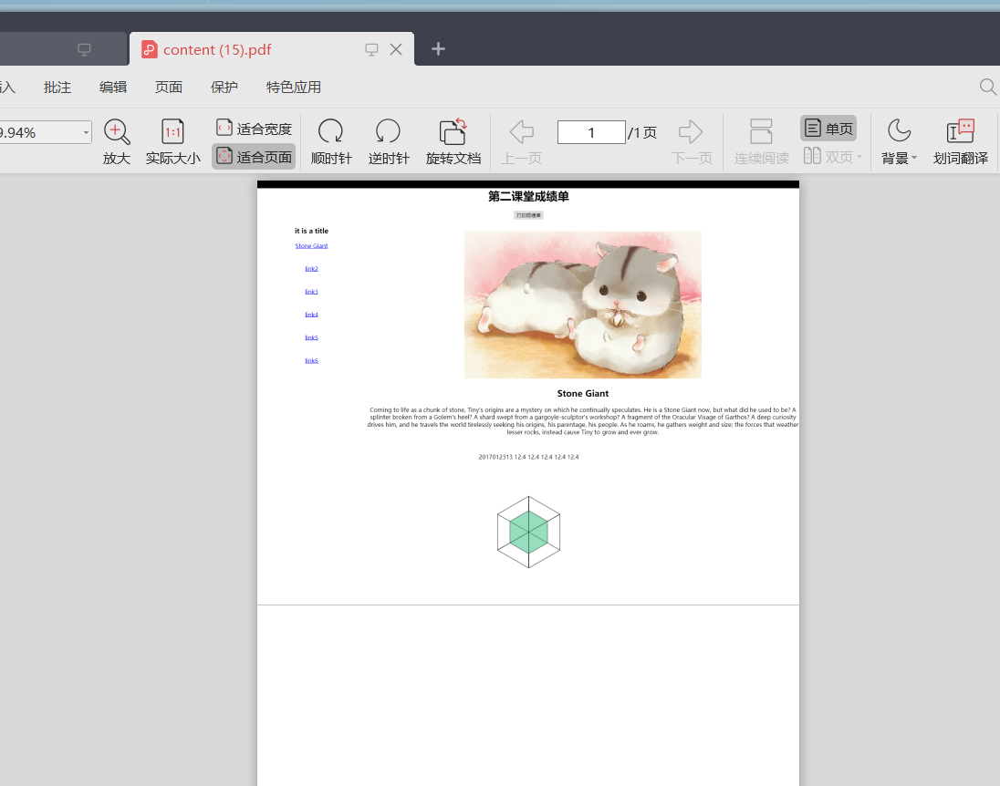 content (15).pdf
插入 批注 编辑 页面 保护 特色应用
9.94% 放大 1:1 实际大小 适合宽度 适合页面 顺时针 逆时针 旋转文档 上一页 1 /1 页 下一页 连续阅读 单页 双页 背景 划词翻译
第二课堂成绩单
打印成绩单
it is a title
Stone Giant
link2
link3
link4
link5
link6
Stone Giant
Coming to life as a chunk of stone, Tiny's origins are a mystery on which he continually speculates. He is a Stone Giant now, but what did he used to be? A
splinter broken from a Golem's heel? A shard swept from a gargoyle-sculptor's workshop? A fragment of the Oracular Visage of Garthos? A deep curiosity
drives him, and he travels the world tirelessly seeking his origins, his parentage, his people. As he roams, he gathers weight and size; the forces that weather
lesser rocks, instead cause Tiny to grow and ever grow.
2017012313 12.4 12.4 12.4 12.4 12.4